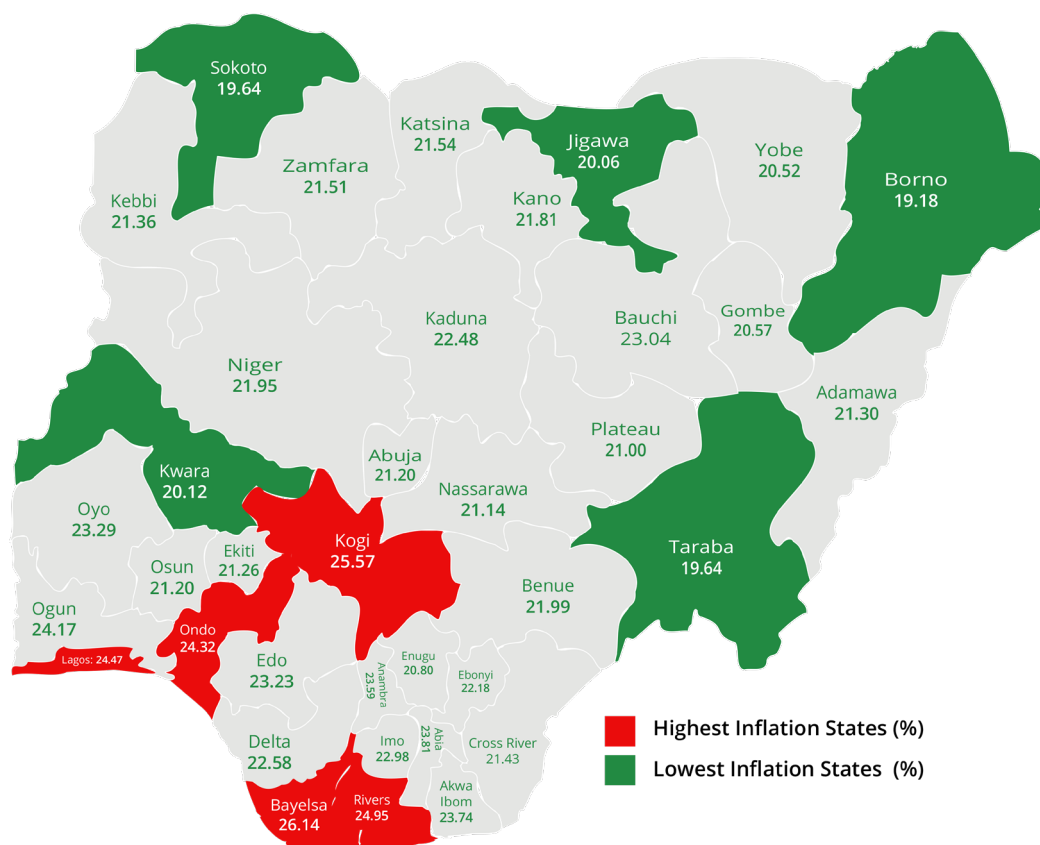 Sokoto
19.64
Katsina
21.54
Jigawa
20.06
Yobe
20.52
Borno
19.18
Zamfara
21.51
Kebbi
21.36
Kano
21.81
Kaduna
22.48
Bauchi
23.04
Gombe
20.57
Niger
21.95
Adamawa
21.30
Plateau
21.00
Abuja
21.20
Kwara
20.12
Nassarawa
21.14
Oyo
23.29
Kogi
25.57
Taraba
19.64
Ekiti
21.26
Osun
21.20
Benue
21.99
Ogun
24.17
Ondo
24.32
Lagos: 24.47
Edo
23.23
Anambra
23.59
Enugu
20.80
Ebonyi
22.18
Delta
22.58
Imo
22.98
Abia
23.81
Cross River
21.43
Akwa
Ibom
23.74
Bayelsa
26.14
Rivers
24.95
Highest Inflation States (%)
Lowest Inflation States (%)